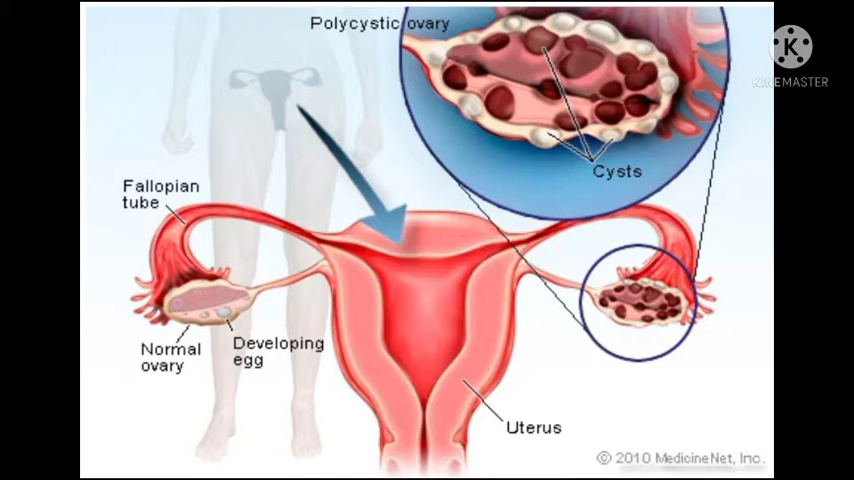 Polycystic ovary
K
KINEMASTER
Cysts
Fallopian
tube
Normal
ovary
Developing
egg
Uterus
© 2010 MedicineNet, Inc.